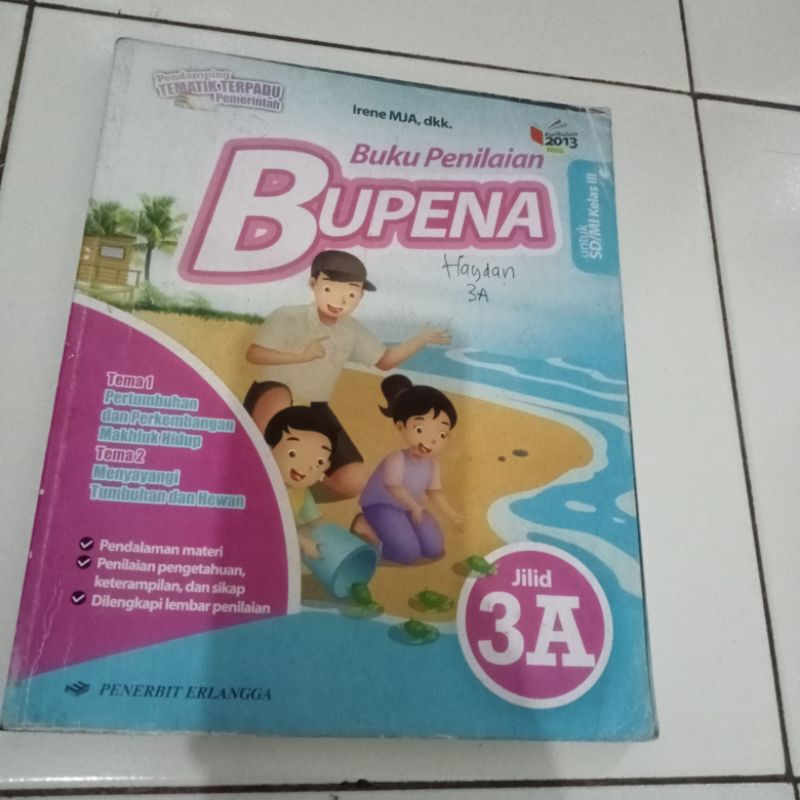 Pendamping
TEMATIK TERPADU
Pemerintah
Irene MJA, dkk.
kurikulum
2013
Buku Penilaian
BUPENA
untuk
SD/MI Kelas III
Haydan
3A
Tema 1
Pertumbuhan
dan Perkembangan
Makhluk Hidup
Tema 2
Menyayangi
Tumbuhan dan Hewan
Pendalaman materi
Penilaian pengetahuan,
keterampilan, dan sikap
Dilengkapi lembar penilaian
Jilid
3A
PENERBIT ERLANGGA